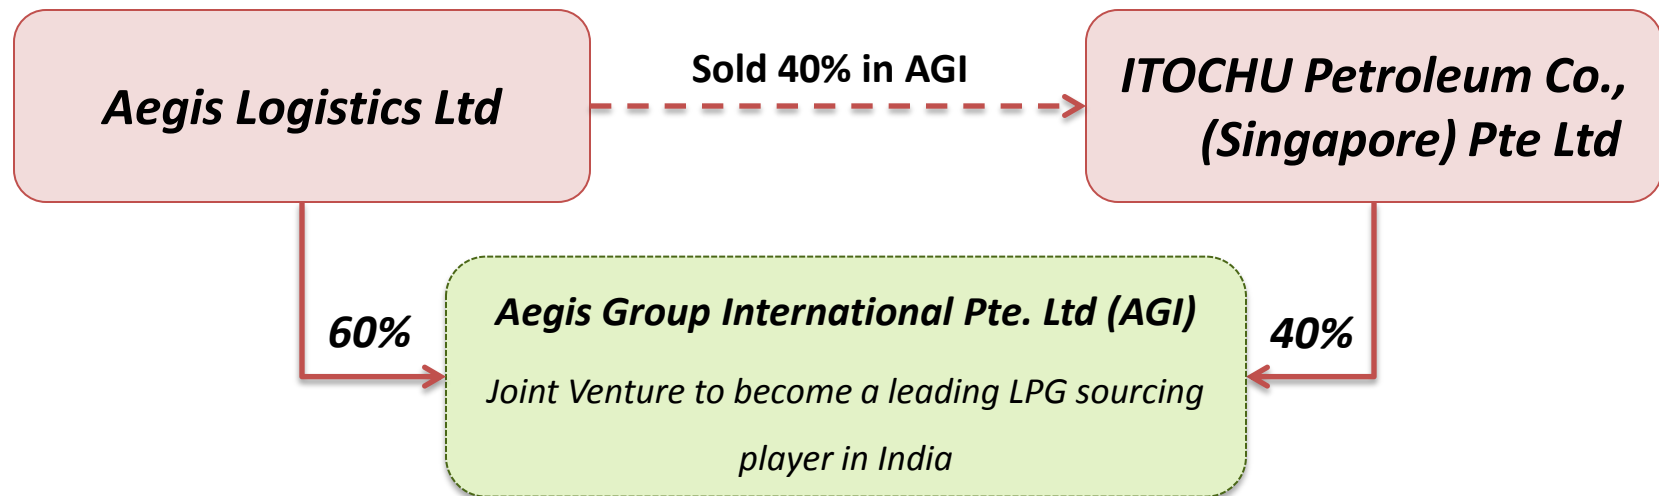 Aegis Logistics Ltd
Sold 40% in AGI
ITOCHU Petroleum Co.,
(Singapore) Pte Ltd
60%
Aegis Group International Pte. Ltd (AGI)
Joint Venture to become a leading LPG sourcing
player in India
40%